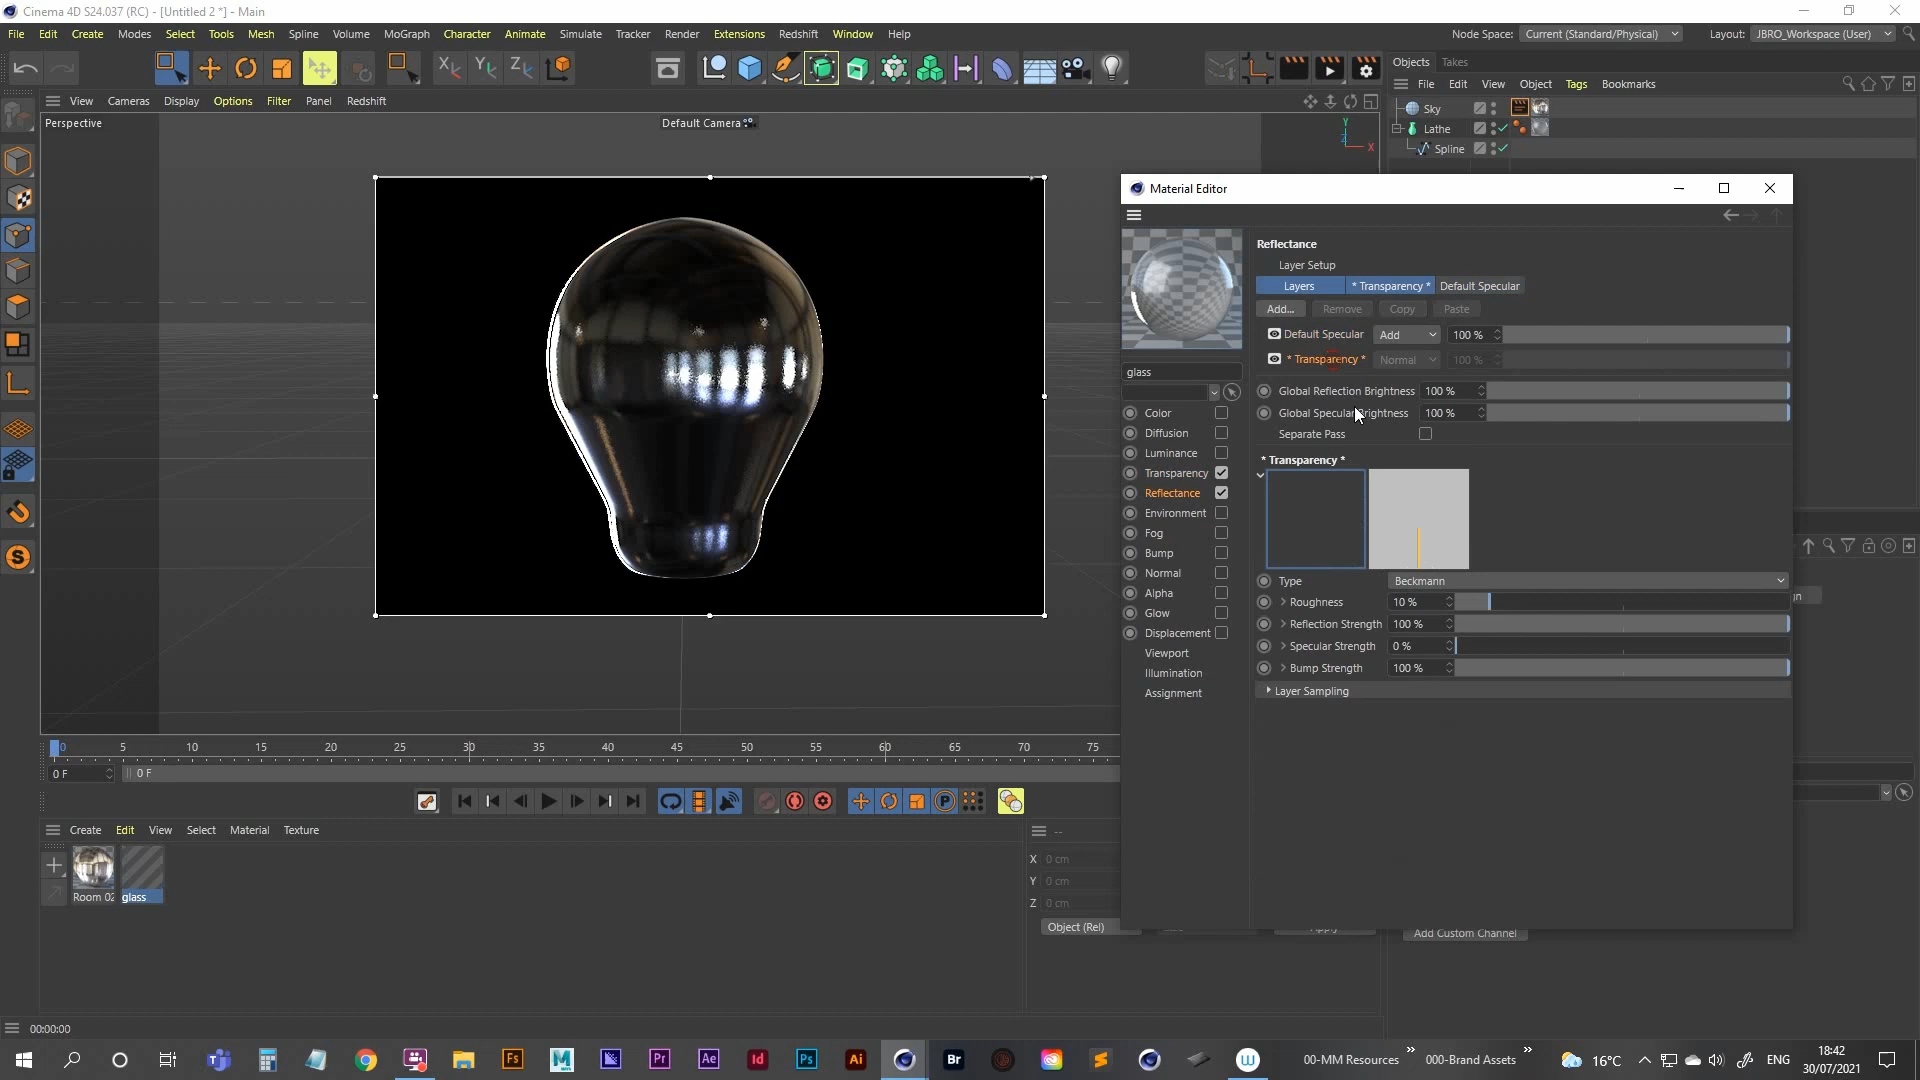 Cinema 4D S24.037 (RC) - [Untitled 2 *] - Main
File Edit Create Modes Select Tools Mesh Spline Volume MoGraph Character Animate Simulate Tracker Render Extensions Redshift Window Help
Node Space: Current (Standard/Physical) Layout: JBRO_Workspace (User)
Objects Takes
File Edit View Object Tags Bookmarks
View Cameras Display Options Filter Panel Redshift
Perspective
Default Camera
Y
Z
X
Sky
Lathe
Spline
Material Editor
Reflectance
Layer Setup
Layers * Transparency * Default Specular
Add... Remove Copy Paste
Default Specular Add 100 %
* Transparency * Normal 100 %
glass
Global Reflection Brightness 100 %
Global Specular Brightness 100 %
Separate Pass
* Transparency *
Color
Diffusion
Luminance
Transparency
Reflectance
Environment
Fog
Bump
Normal
Alpha
Glow
Displacement
Viewport
Illumination
Assignment
Type Beckmann
Roughness 10 %
Reflection Strength 100 %
Specular Strength 0 %
Bump Strength 100 %
Layer Sampling
0 5 10 15 20 25 30 35 40 45 50 55 60 65 70 75
0 F 0 F
Create Edit View Select Material Texture
--
Room 02 glass
X 0 cm
Y 0 cm
Z 0 cm
Object (Rel)
Add Custom Channel
00:00:00
00-MM Resources 000-Brand Assets 16°C ENG
18:42
30/07/2021